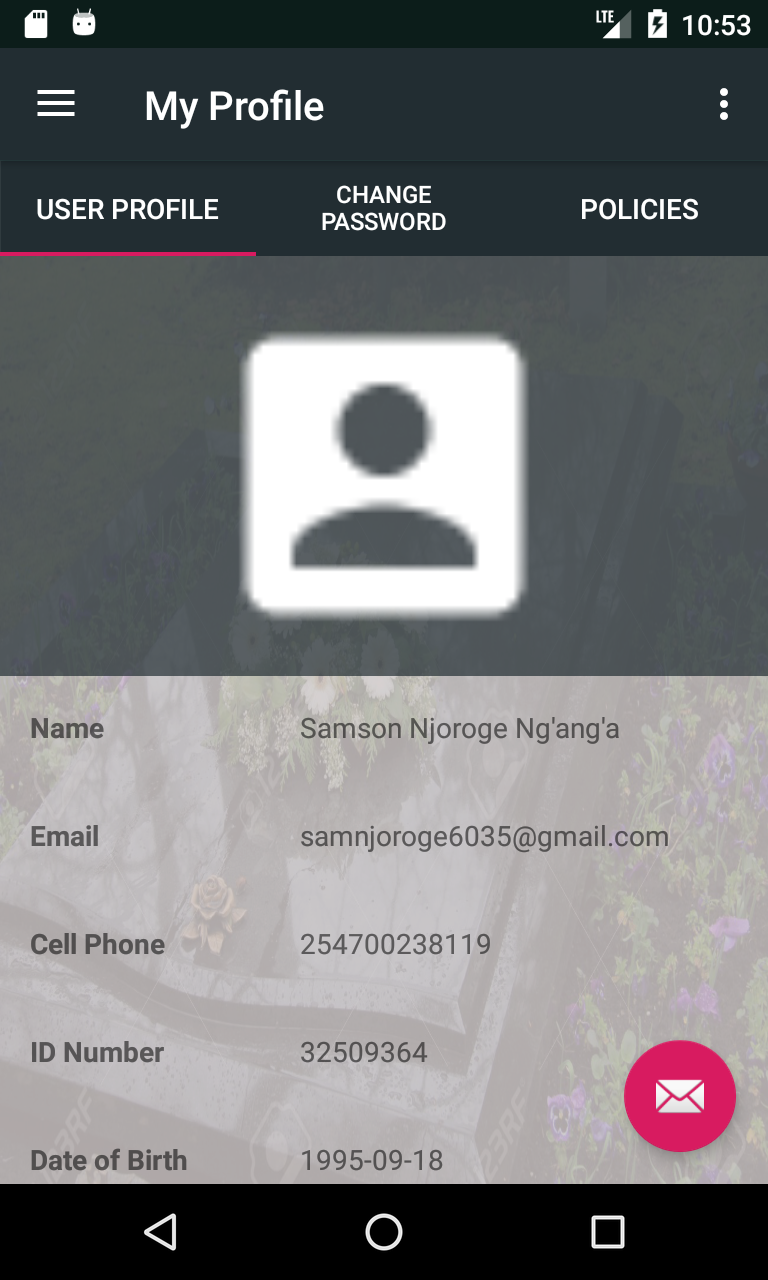 LTE 10:53
My Profile
USER PROFILE
CHANGE
PASSWORD
POLICIES
Name Samson Njoroge Ng'ang'a
Email samnjoroge6035@gmail.com
Cell Phone 254700238119
ID Number 32509364
Date of Birth 1995-09-18